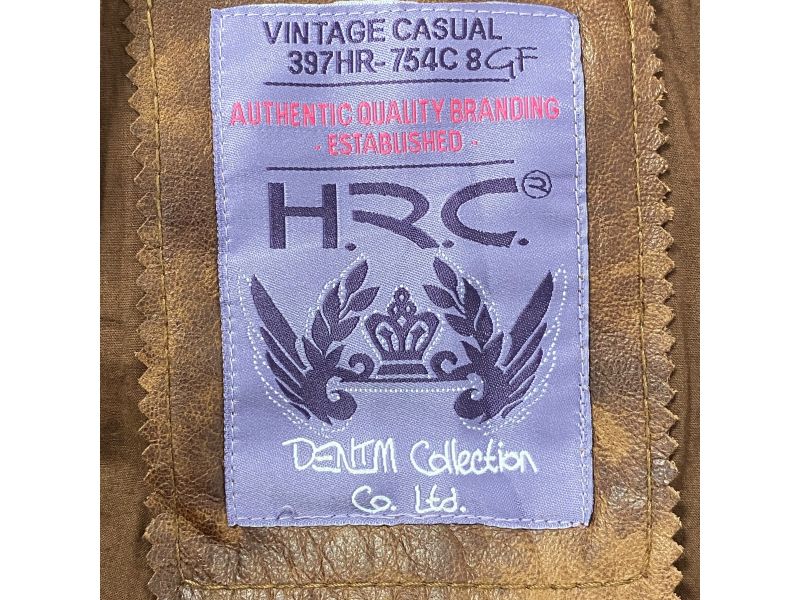 VINTAGE CASUAL
397HR-754C 8GF
AUTHENTIC QUALITY BRANDING
- ESTABLISHED -
H.R.C.®
DENIM Collection
Co. Ltd.